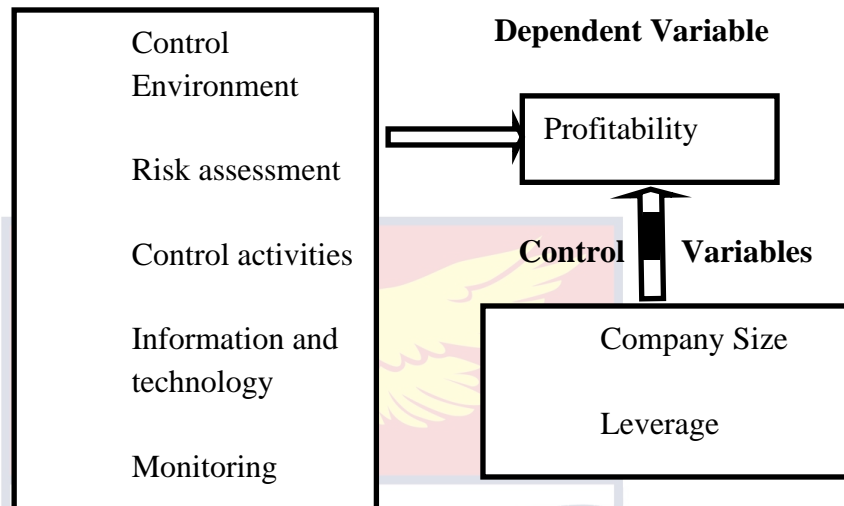 Control
Environment
Risk assessment
Control activities
Information and
technology
Monitoring
Dependent Variable
Profitability
Control Variables
Company Size
Leverage